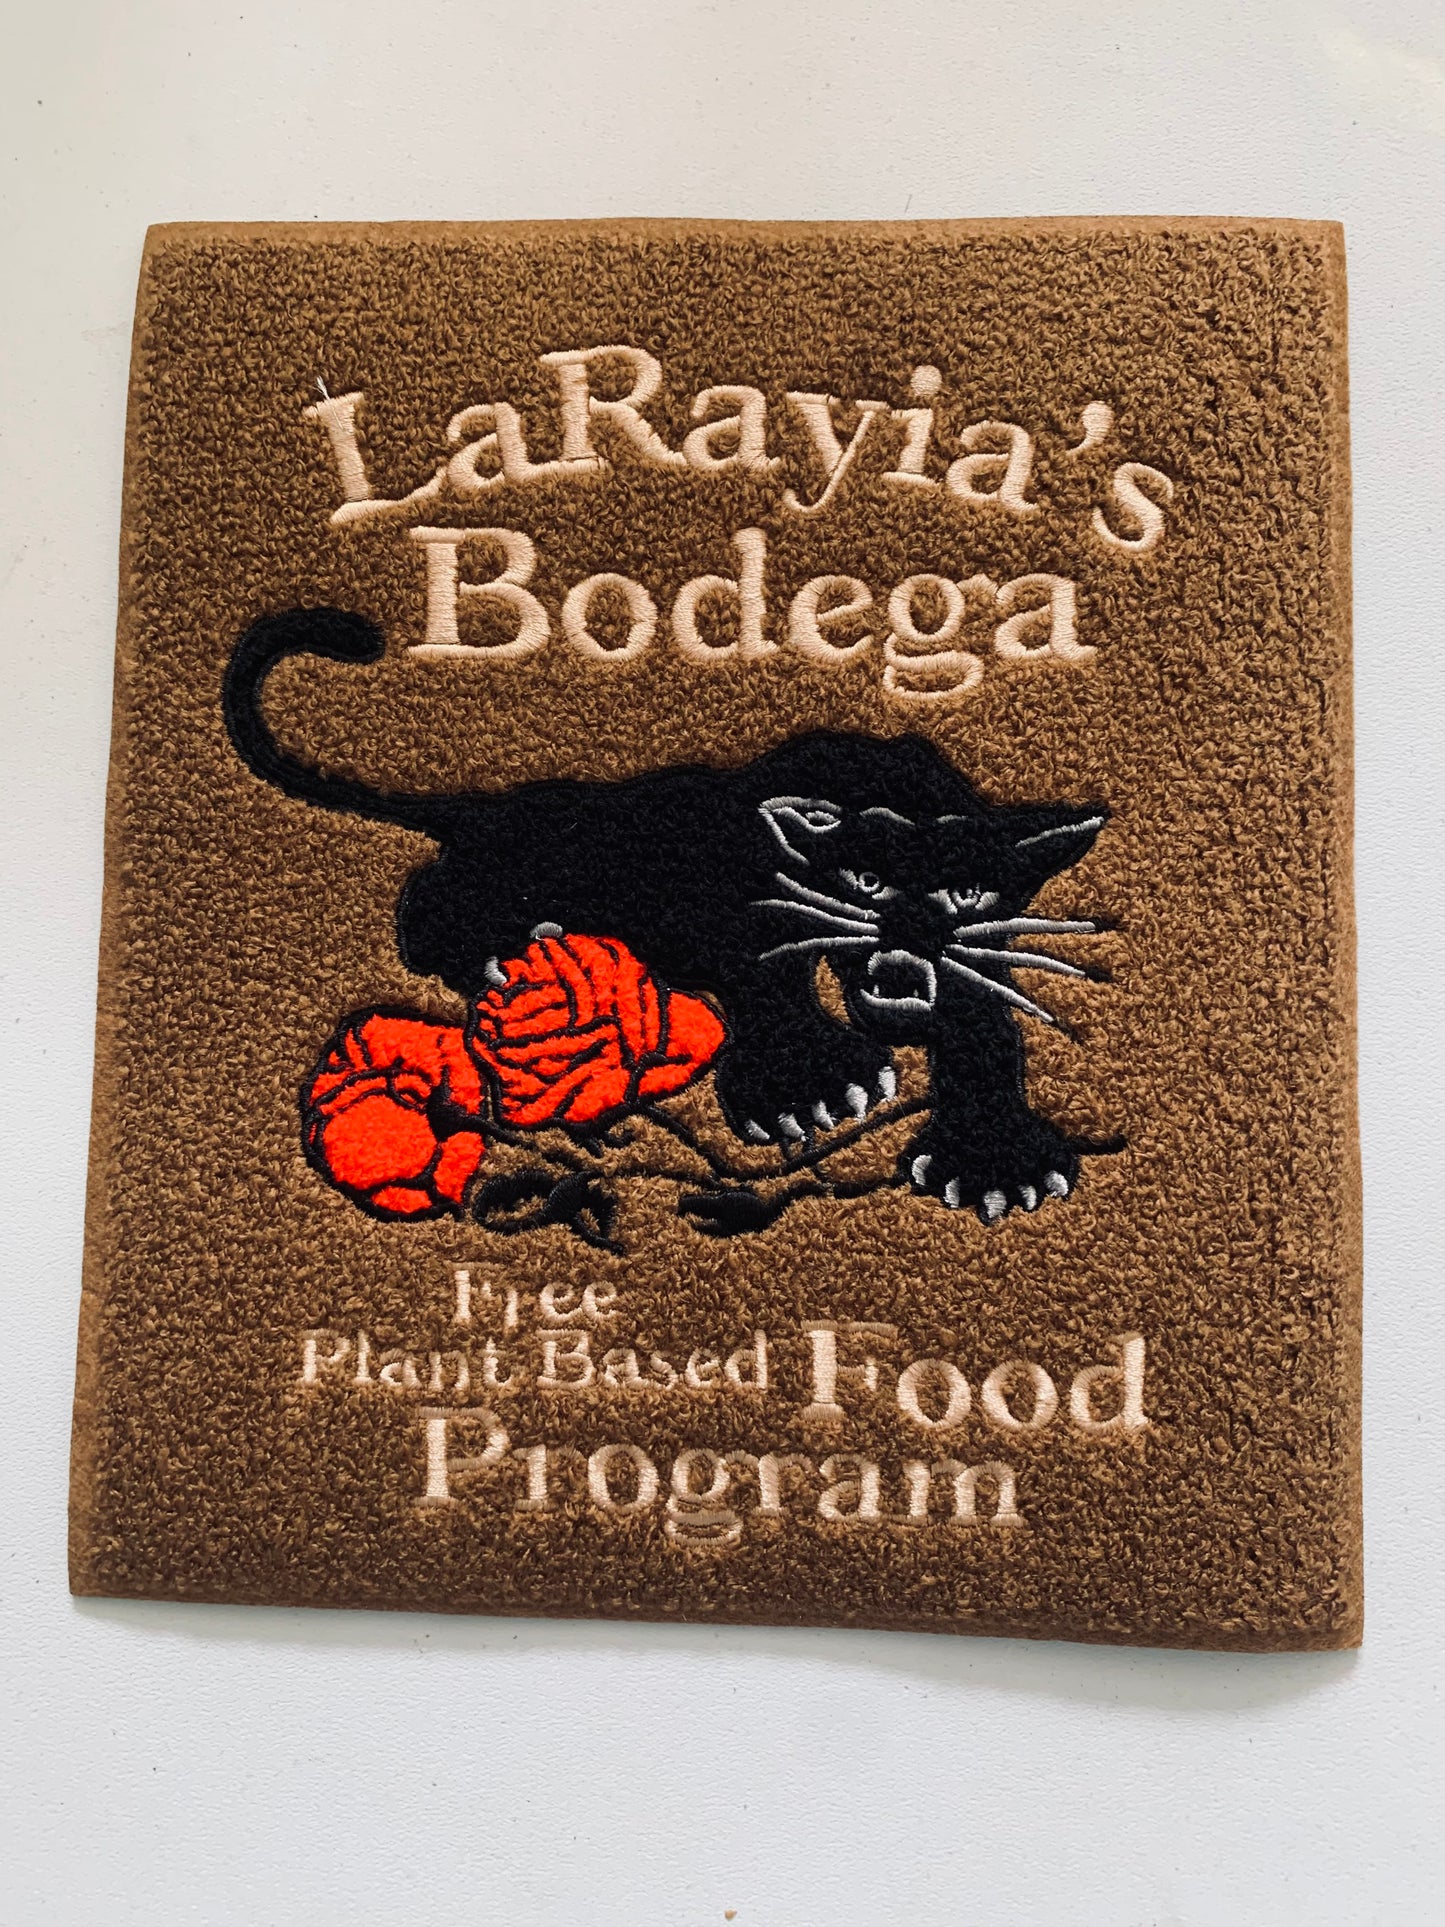 LaRayia's
Bodega
Free
Plant Based Food
Program